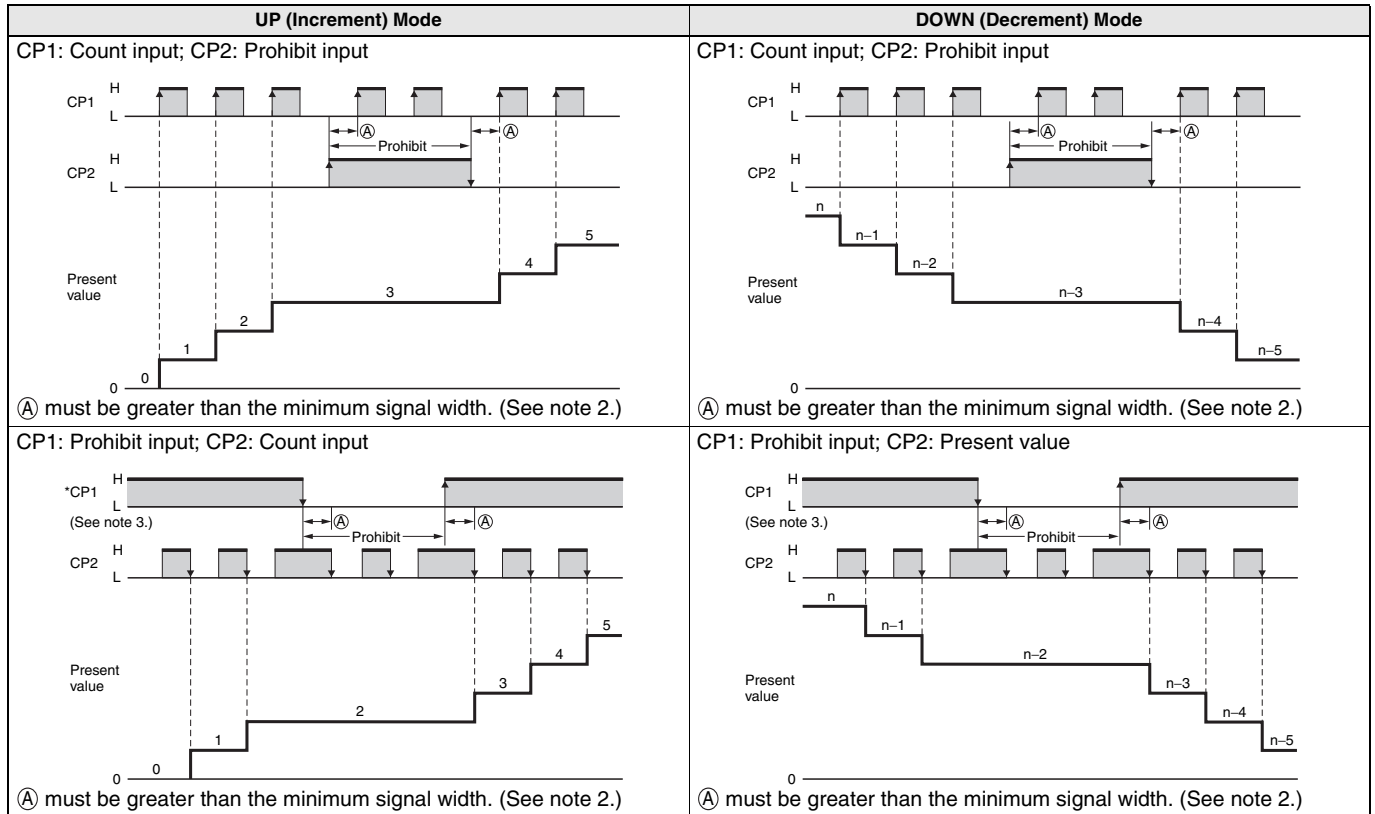 UP (Increment) Mode
DOWN (Decrement) Mode
CP1: Count input; CP2: Prohibit input
H
CP1
L
Ⓐ
Ⓐ
Prohibit
H
CP2
L
5
4
Present
value
3
2
1
0
0
Ⓐ must be greater than the minimum signal width. (See note 2.)
CP1: Count input; CP2: Prohibit input
H
CP1
L
Ⓐ
Ⓐ
Prohibit
H
CP2
L
n
n–1
n–2
Present
value
n–3
n–4
n–5
0
Ⓐ must be greater than the minimum signal width. (See note 2.)
CP1: Prohibit input; CP2: Count input
H
*CP1
L
(See note 3.)
Ⓐ
Ⓐ
Prohibit
H
CP2
L
5
4
Present
value
3
2
1
0
0
Ⓐ must be greater than the minimum signal width. (See note 2.)
CP1: Prohibit input; CP2: Present value
H
CP1
L
(See note 3.)
Ⓐ
Ⓐ
Prohibit
H
CP2
L
n
n–1
n–2
Present
value
n–3
n–4
n–5
0
Ⓐ must be greater than the minimum signal width. (See note 2.)